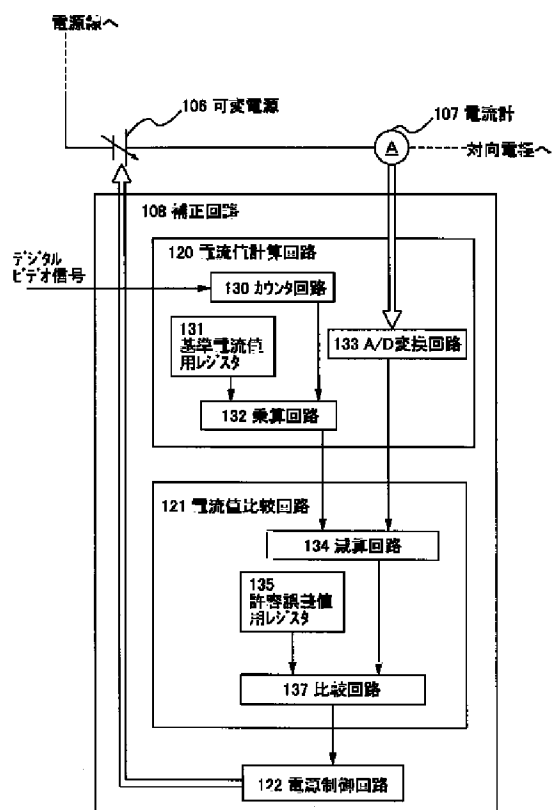 電源線へ
106 可変電源
107 電流計
A
対向電極へ
108 補正回路
120 電流値計算回路
デジタル
ビデオ信号
130 カウンタ回路
131
基準電流値
用レジスタ
133 A/D変換回路
132 乗算回路
121 電流値比較回路
134 減算回路
135
許容誤差値
用レジスタ
137 比較回路
122 電源制御回路